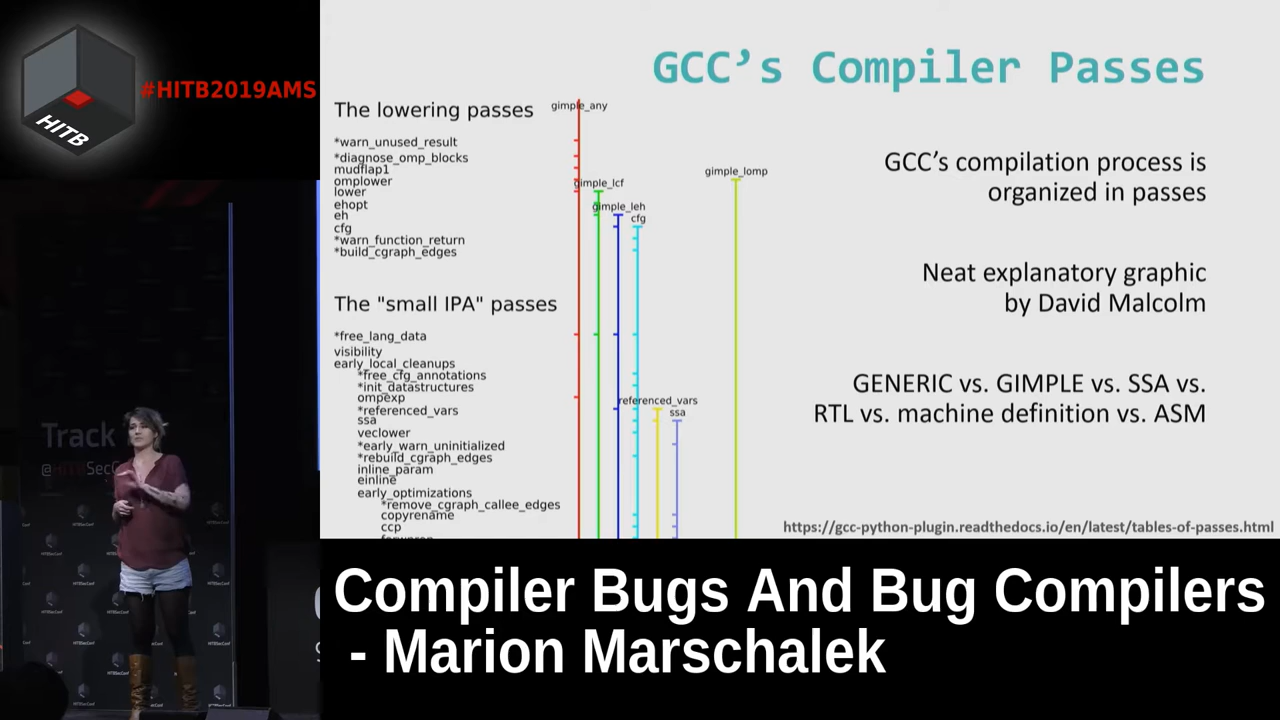 HITB
#HITB2019AMS
Track
GCC's Compiler Passes
The lowering passes
gimple_any
*warn_unused_result
*diagnose_omp_blocks
mudflap1
omplower
lower
ehopt
eh
cfg
*warn_function_return
*build_cgraph_edges
gimple_lcf
gimple_leh
cfg
gimple_lomp
The "small IPA" passes
*free_lang_data
visibility
early_local_cleanups
*free_cfg_annotations
*init_datastructures
ompexp
*referenced_vars
ssa
veclower
*early_warn_uninitialized
*rebuild_cgraph_edges
inline_param
einline
early_optimizations
*remove_cgraph_callee_edges
copyrename
ccp
referenced_vars
ssa
GCC's compilation process is
organized in passes
Neat explanatory graphic
by David Malcolm
GENERIC vs. GIMPLE vs. SSA vs.
RTL vs. machine definition vs. ASM
https://gcc-python-plugin.readthedocs.io/en/latest/tables-of-passes.html
Compiler Bugs And Bug Compilers
- Marion Marschalek